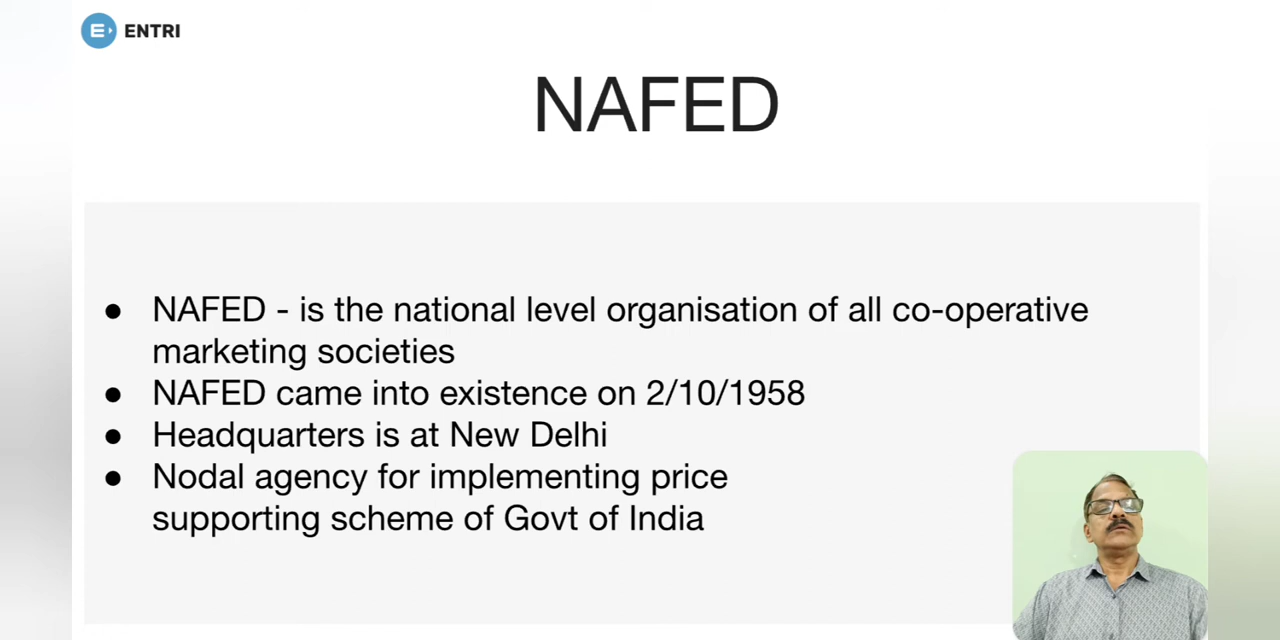 ENTRI
NAFED
● NAFED - is the national level organisation of all co-operative
marketing societies
● NAFED came into existence on 2/10/1958
● Headquarters is at New Delhi
● Nodal agency for implementing price
supporting scheme of Govt of India